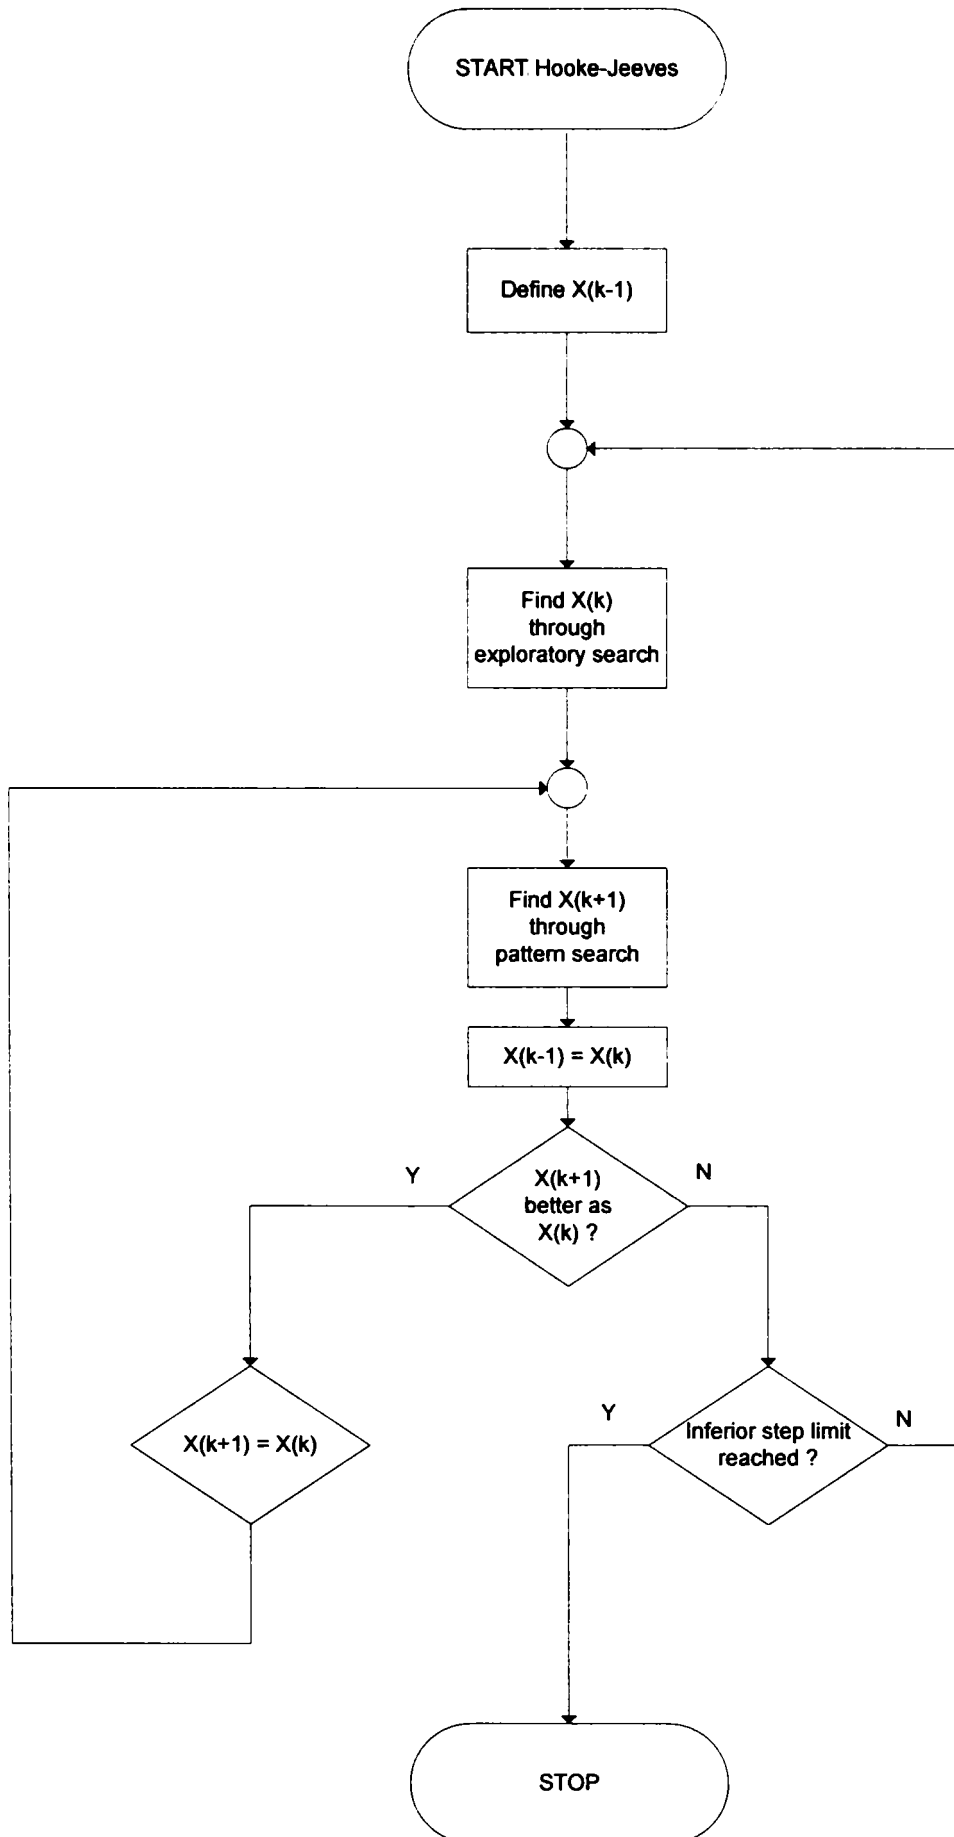 START Hooke-Jeeves
Define X(k-1)
Find X(k)
through
exploratory search
Find X(k+1)
through
pattern search
X(k-1) = X(k)
Y
X(k+1)
better as
X(k) ?
N
X(k+1) = X(k)
Y
Inferior step limit
reached ?
N
STOP